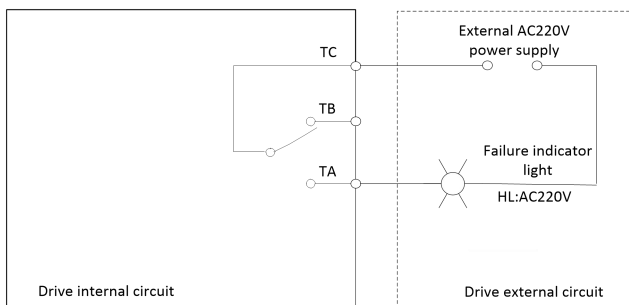 External AC220V
power supply
TC
TB
TA
Failure indicator
light
HL:AC220V
Drive internal circuit
Drive external circuit